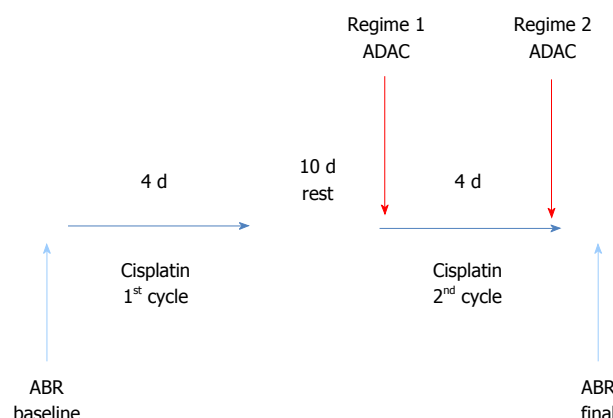 Regime 1
ADAC
Regime 2
ADAC
4 d
10 d
rest
4 d
Cisplatin
1st cycle
Cisplatin
2nd cycle
ABR
baseline
ABR
final